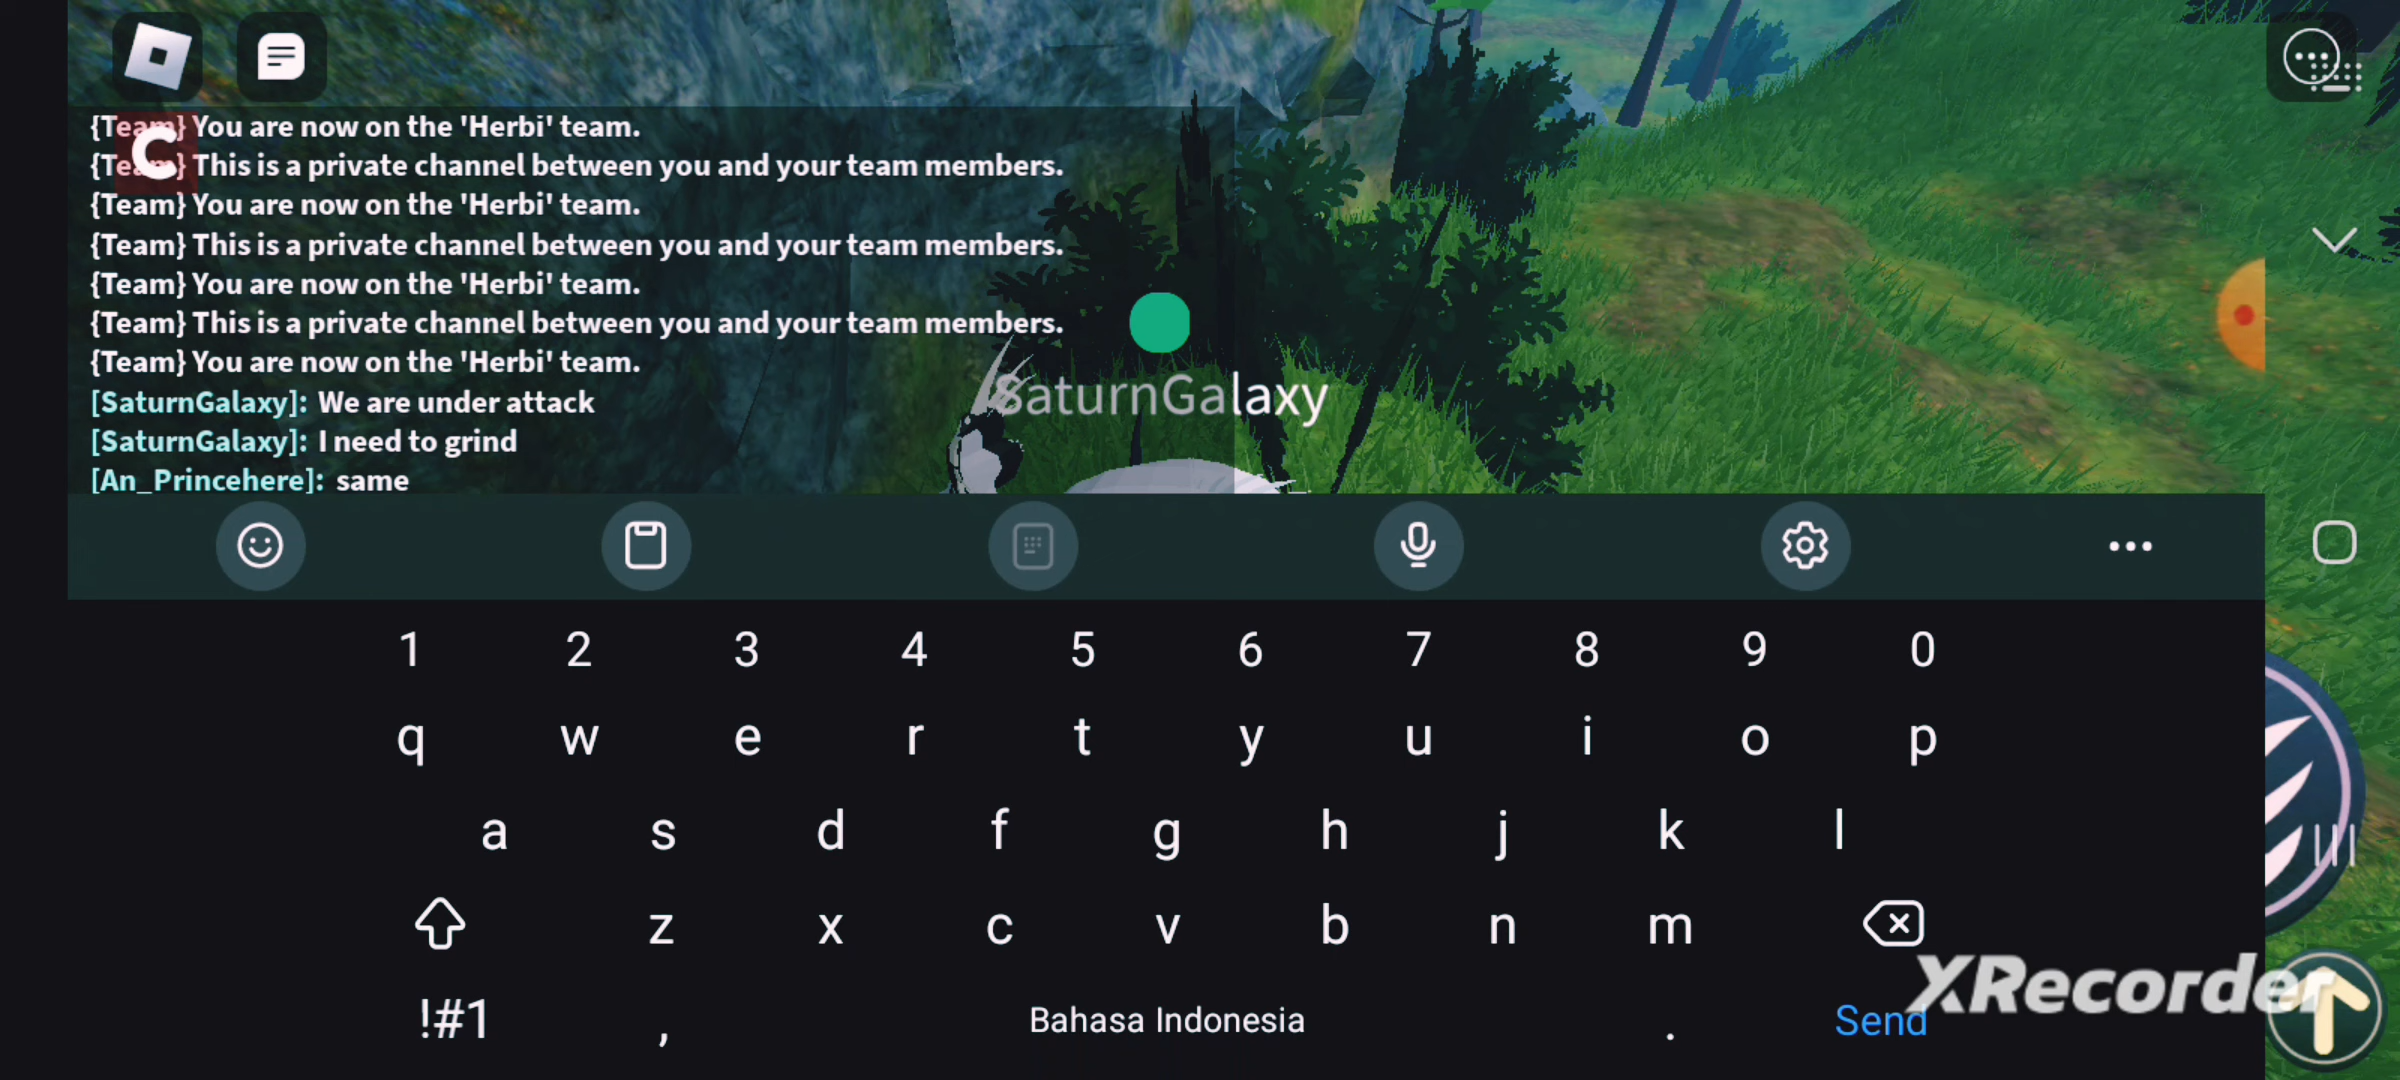 {Team} You are now on the 'Herbi' team.
C
{Team} This is a private channel between you and your team members.
{Team} You are now on the 'Herbi' team.
{Team} This is a private channel between you and your team members.
{Team} You are now on the 'Herbi' team.
{Team} This is a private channel between you and your team members.
{Team} You are now on the 'Herbi' team.
[SaturnGalaxy]: We are under attack
[SaturnGalaxy]: I need to grind
[An_Princehere]: same
SaturnGalaxy
1 2 3 4 5 6 7 8 9 0
q w e r t y u i o p
a s d f g h j k l
z x c v b n m
!#1 , Bahasa Indonesia . Send
XRecorder